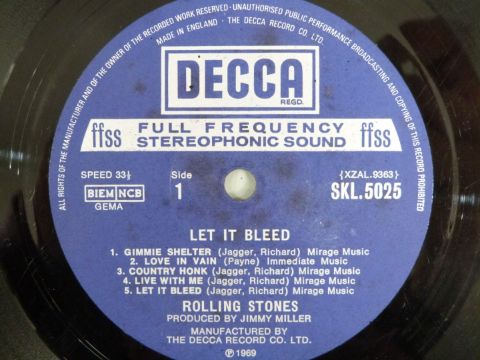 ALL RIGHTS OF THE MANUFACTURER AND OF THE OWNER OF THE RECORDED WORK RESERVED · UNAUTHORISED PUBLIC PERFORMANCE BROADCASTING AND COPYING OF THIS RECORD PROHIBITED
MADE IN ENGLAND, · THE DECCA RECORD CO. LTD.
DECCA
REGD.
ffss FULL FREQUENCY STEREOPHONIC SOUND ffss
SPEED 33⅓ Side {XZAL.9363}
BIEM NCB 1 SKL.5025
GEMA
LET IT BLEED
1. GIMMIE SHELTER (Jagger, Richard) Mirage Music
2. LOVE IN VAIN (Payne) Immediate Music
3. COUNTRY HONK (Jagger, Richard) Mirage Music
4. LIVE WITH ME (Jagger, Richard) Mirage Music
5. LET IT BLEED (Jagger, Richard) Mirage Music
ROLLING STONES
PRODUCED BY JIMMY MILLER
MANUFACTURED BY
THE DECCA RECORD CO. LTD.
℗ 1969